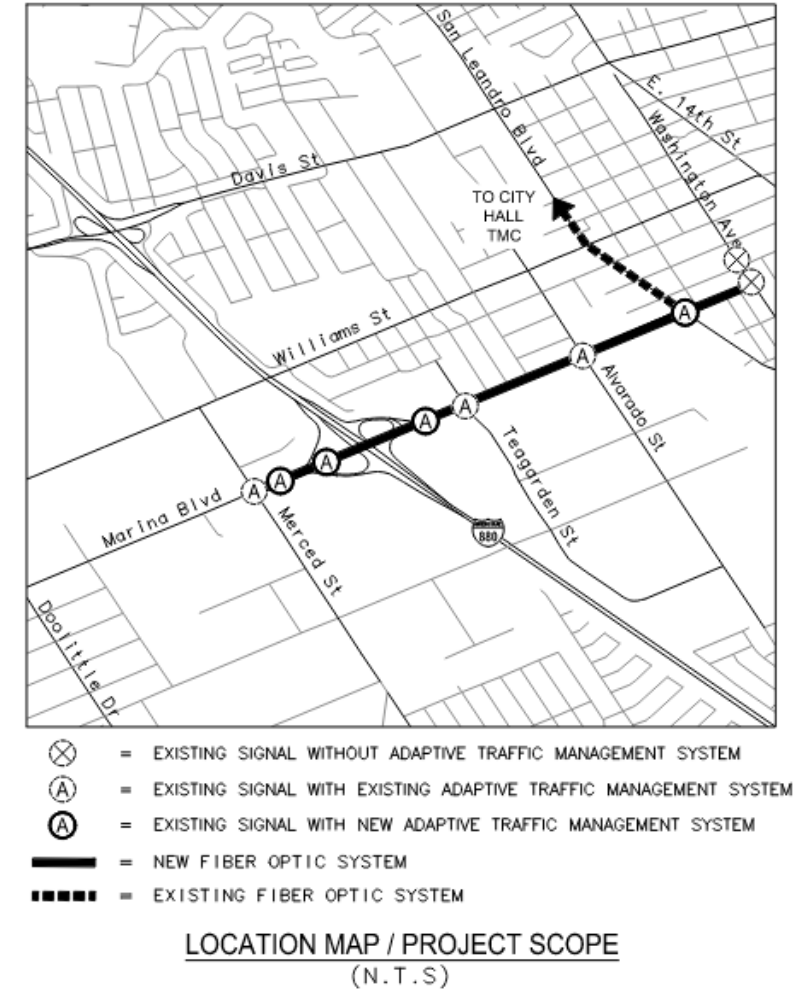 San Leandro Blvd
E. 14th St
Washington Ave
Davis St
TO CITY
HALL
TMC
Williams St
A
A
Alvarado St
A
A
A
A
A
Teagarden St
Marina Blvd
Merced St
880
Doolittle Dr
= EXISTING SIGNAL WITHOUT ADAPTIVE TRAFFIC MANAGEMENT SYSTEM
A = EXISTING SIGNAL WITH EXISTING ADAPTIVE TRAFFIC MANAGEMENT SYSTEM
A = EXISTING SIGNAL WITH NEW ADAPTIVE TRAFFIC MANAGEMENT SYSTEM
= NEW FIBER OPTIC SYSTEM
= EXISTING FIBER OPTIC SYSTEM
LOCATION MAP / PROJECT SCOPE
(N.T.S)